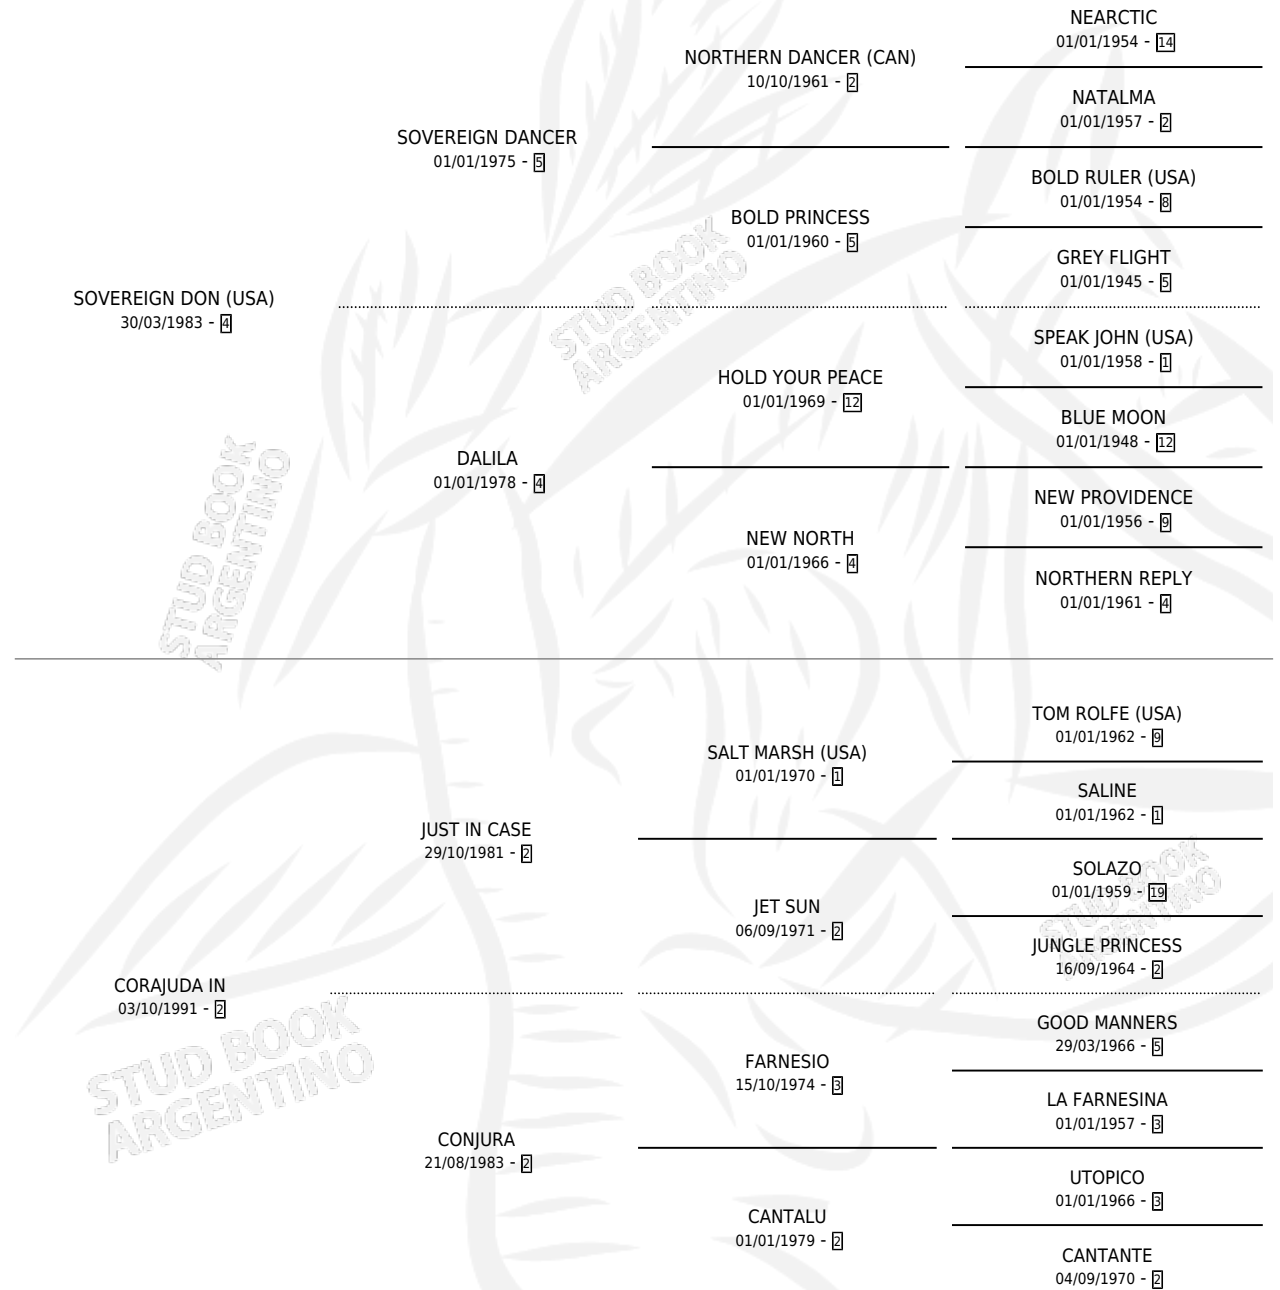 NEARCTIC
01/01/1954 - 14
NORTHERN DANCER (CAN)
10/10/1961 - 2
NATALMA
01/01/1957 - 2
SOVEREIGN DANCER
01/01/1975 - 5
BOLD RULER (USA)
01/01/1954 - 8
BOLD PRINCESS
01/01/1960 - 5
GREY FLIGHT
01/01/1945 - 5
SOVEREIGN DON (USA)
30/03/1983 - 4
SPEAK JOHN (USA)
01/01/1958 - 1
HOLD YOUR PEACE
01/01/1969 - 12
BLUE MOON
01/01/1948 - 12
DALILA
01/01/1978 - 4
NEW PROVIDENCE
01/01/1956 - 9
NEW NORTH
01/01/1966 - 4
NORTHERN REPLY
01/01/1961 - 4
TOM ROLFE (USA)
01/01/1962 - 9
SALT MARSH (USA)
01/01/1970 - 1
SALINE
01/01/1962 - 1
JUST IN CASE
29/10/1981 - 2
SOLAZO
01/01/1959 - 19
JET SUN
06/09/1971 - 2
JUNGLE PRINCESS
16/09/1964 - 2
CORAJUDA IN
03/10/1991 - 2
GOOD MANNERS
29/03/1966 - 5
FARNESIO
15/10/1974 - 3
LA FARNESINA
01/01/1957 - 3
CONJURA
21/08/1983 - 2
UTOPICO
01/01/1966 - 3
CANTALU
01/01/1979 - 2
CANTANTE
04/09/1970 - 2
STUD BOOK
ARGENTINO
STUD BOOK
ARGENTINO
STUD BOOK
ARGENTINO
STUD BOOK
ARGENTINO